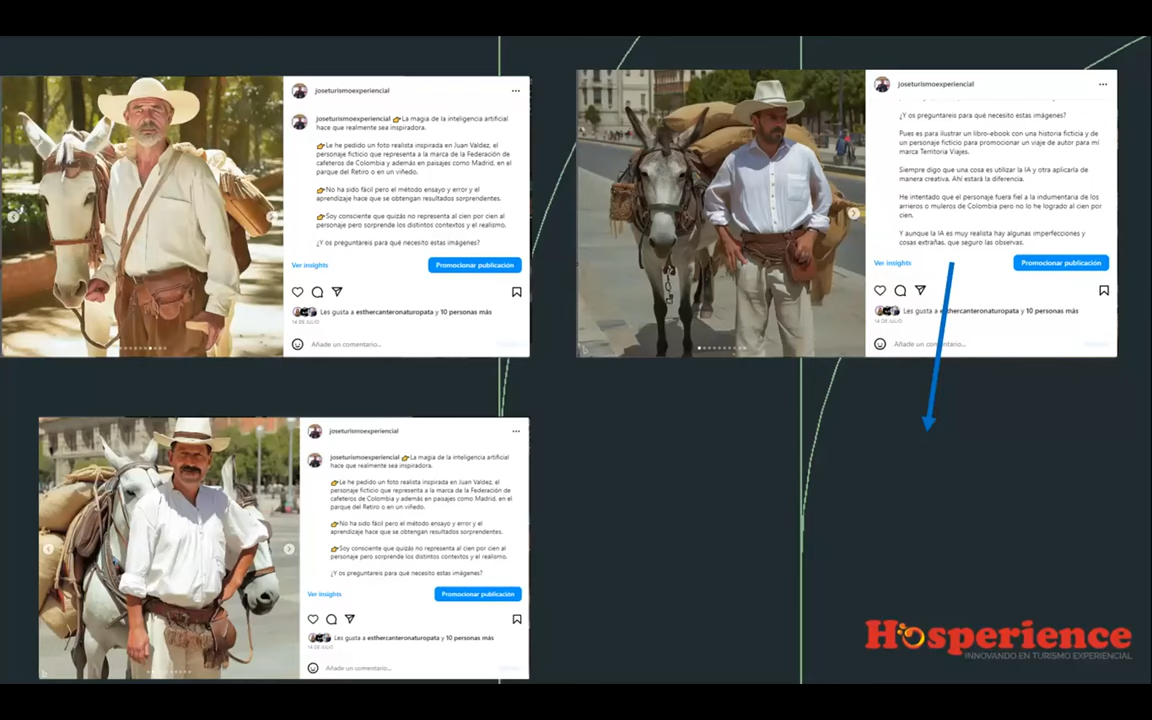 joseturismoexperiencial
joseturismoexperiencial 👉La magia de la inteligencia artificial
hace que realmente sea inspiradora.
👉Le he pedido un foto realista inspirada en Juan Valdez, el
personaje ficticio que representa a la marca de la Federación de
cafeteros de Colombia y además en paisajes como Madrid, en el
parque del Retiro o en un viñedo.
👉No ha sido fácil pero el método ensayo y error y el
aprendizaje hace que se obtengan resultados sorprendentes.
👉Soy consciente que quizás no representa al cien por cien al
personaje pero sorprende los distintos contextos y el realismo.
¿Y os preguntareis para qué necesito estas imágenes?
Ver insights
Promocionar publicación
Les gusta a esthercanteronaturopata y 10 personas más
14 DE JULIO
Añade un comentario...
joseturismoexperiencial
¿Y os preguntareis para qué necesito estas imágenes?
Pues es para ilustrar un libro-ebook con una historia ficticia y de
un personaje ficticio para promocionar un viaje de autor para mi
marca Territoria Viajes.
Siempre digo que una cosa es utilizar la IA y otra aplicarla de
manera creativa. Ahí estará la diferencia.
He intentado que el personaje fuera fiel a la indumentaria de los
arrieros o muleros de Colombia pero no lo he logrado al cien por
cien.
Y aunque la IA es muy realista hay algunas imperfecciones y
cosas extrañas, que seguro las observas.
Ver insights
Promocionar publicación
Les gusta a esthercanteronaturopata y 10 personas más
14 DE JULIO
Añade un comentario...
joseturismoexperiencial
joseturismoexperiencial 👉La magia de la inteligencia artificial
hace que realmente sea inspiradora.
👉Le he pedido un foto realista inspirada en Juan Valdez, el
personaje ficticio que representa a la marca de la Federación de
cafeteros de Colombia y además en paisajes como Madrid, en el
parque del Retiro o en un viñedo.
👉No ha sido fácil pero el método ensayo y error y el
aprendizaje hace que se obtengan resultados sorprendentes.
👉Soy consciente que quizás no representa al cien por cien al
personaje pero sorprende los distintos contextos y el realismo.
¿Y os preguntareis para qué necesito estas imágenes?
Ver insights
Promocionar publicación
Les gusta a esthercanteronaturopata y 10 personas más
14 DE JULIO
Añade un comentario...
Hosperience
INNOVANDO EN TURISMO EXPERIENCIAL